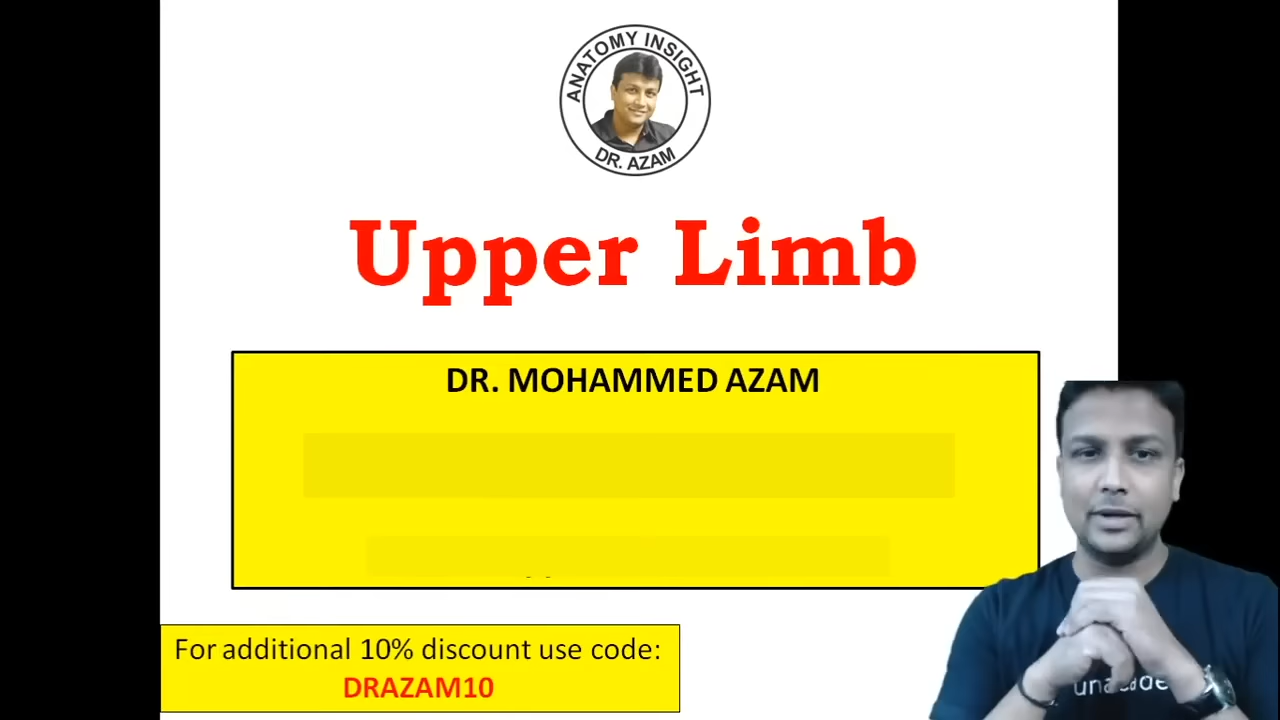 ANATOMY INSIGHT
DR. AZAM
Upper Limb
DR. MOHAMMED AZAM
For additional 10% discount use code:
DRAZAM10